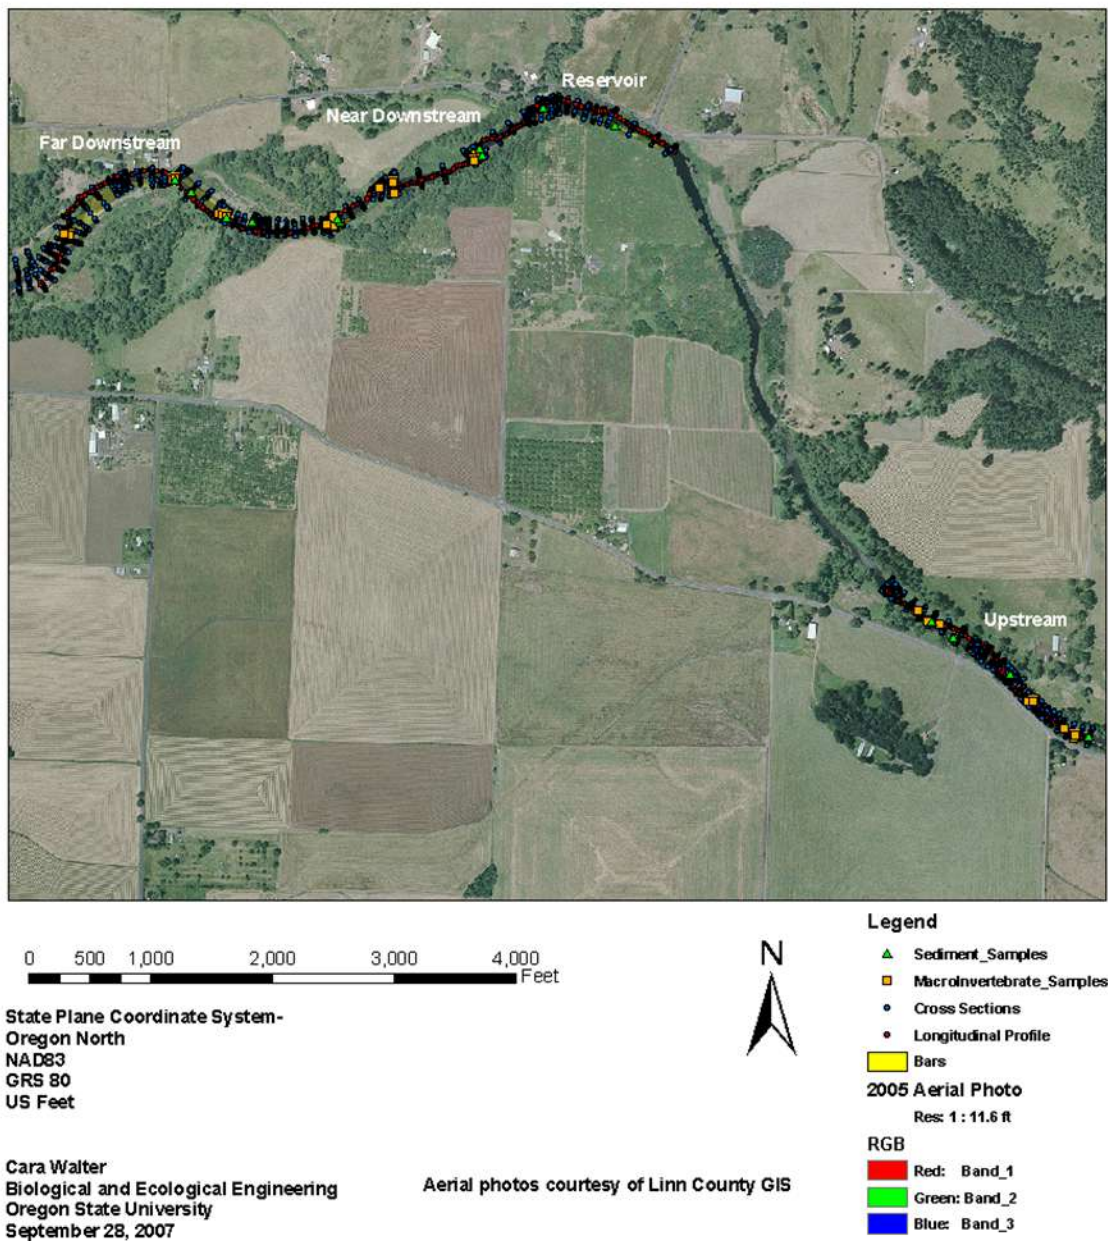 Reservoir
Near Downstream
Far Downstream
Upstream
0 500 1,000 2,000 3,000 4,000
Feet
State Plane Coordinate System-
Oregon North
NAD83
GRS 80
US Feet
Cara Walter
Biological and Ecological Engineering
Oregon State University
September 28, 2007
Aerial photos courtesy of Linn County GIS
N
Legend
Sediment_Samples
MacroInvertebrate_Samples
Cross Sections
Longitudinal Profile
Bars
2005 Aerial Photo
Res: 1 : 11.6 ft
RGB
Red: Band_1
Green: Band_2
Blue: Band_3